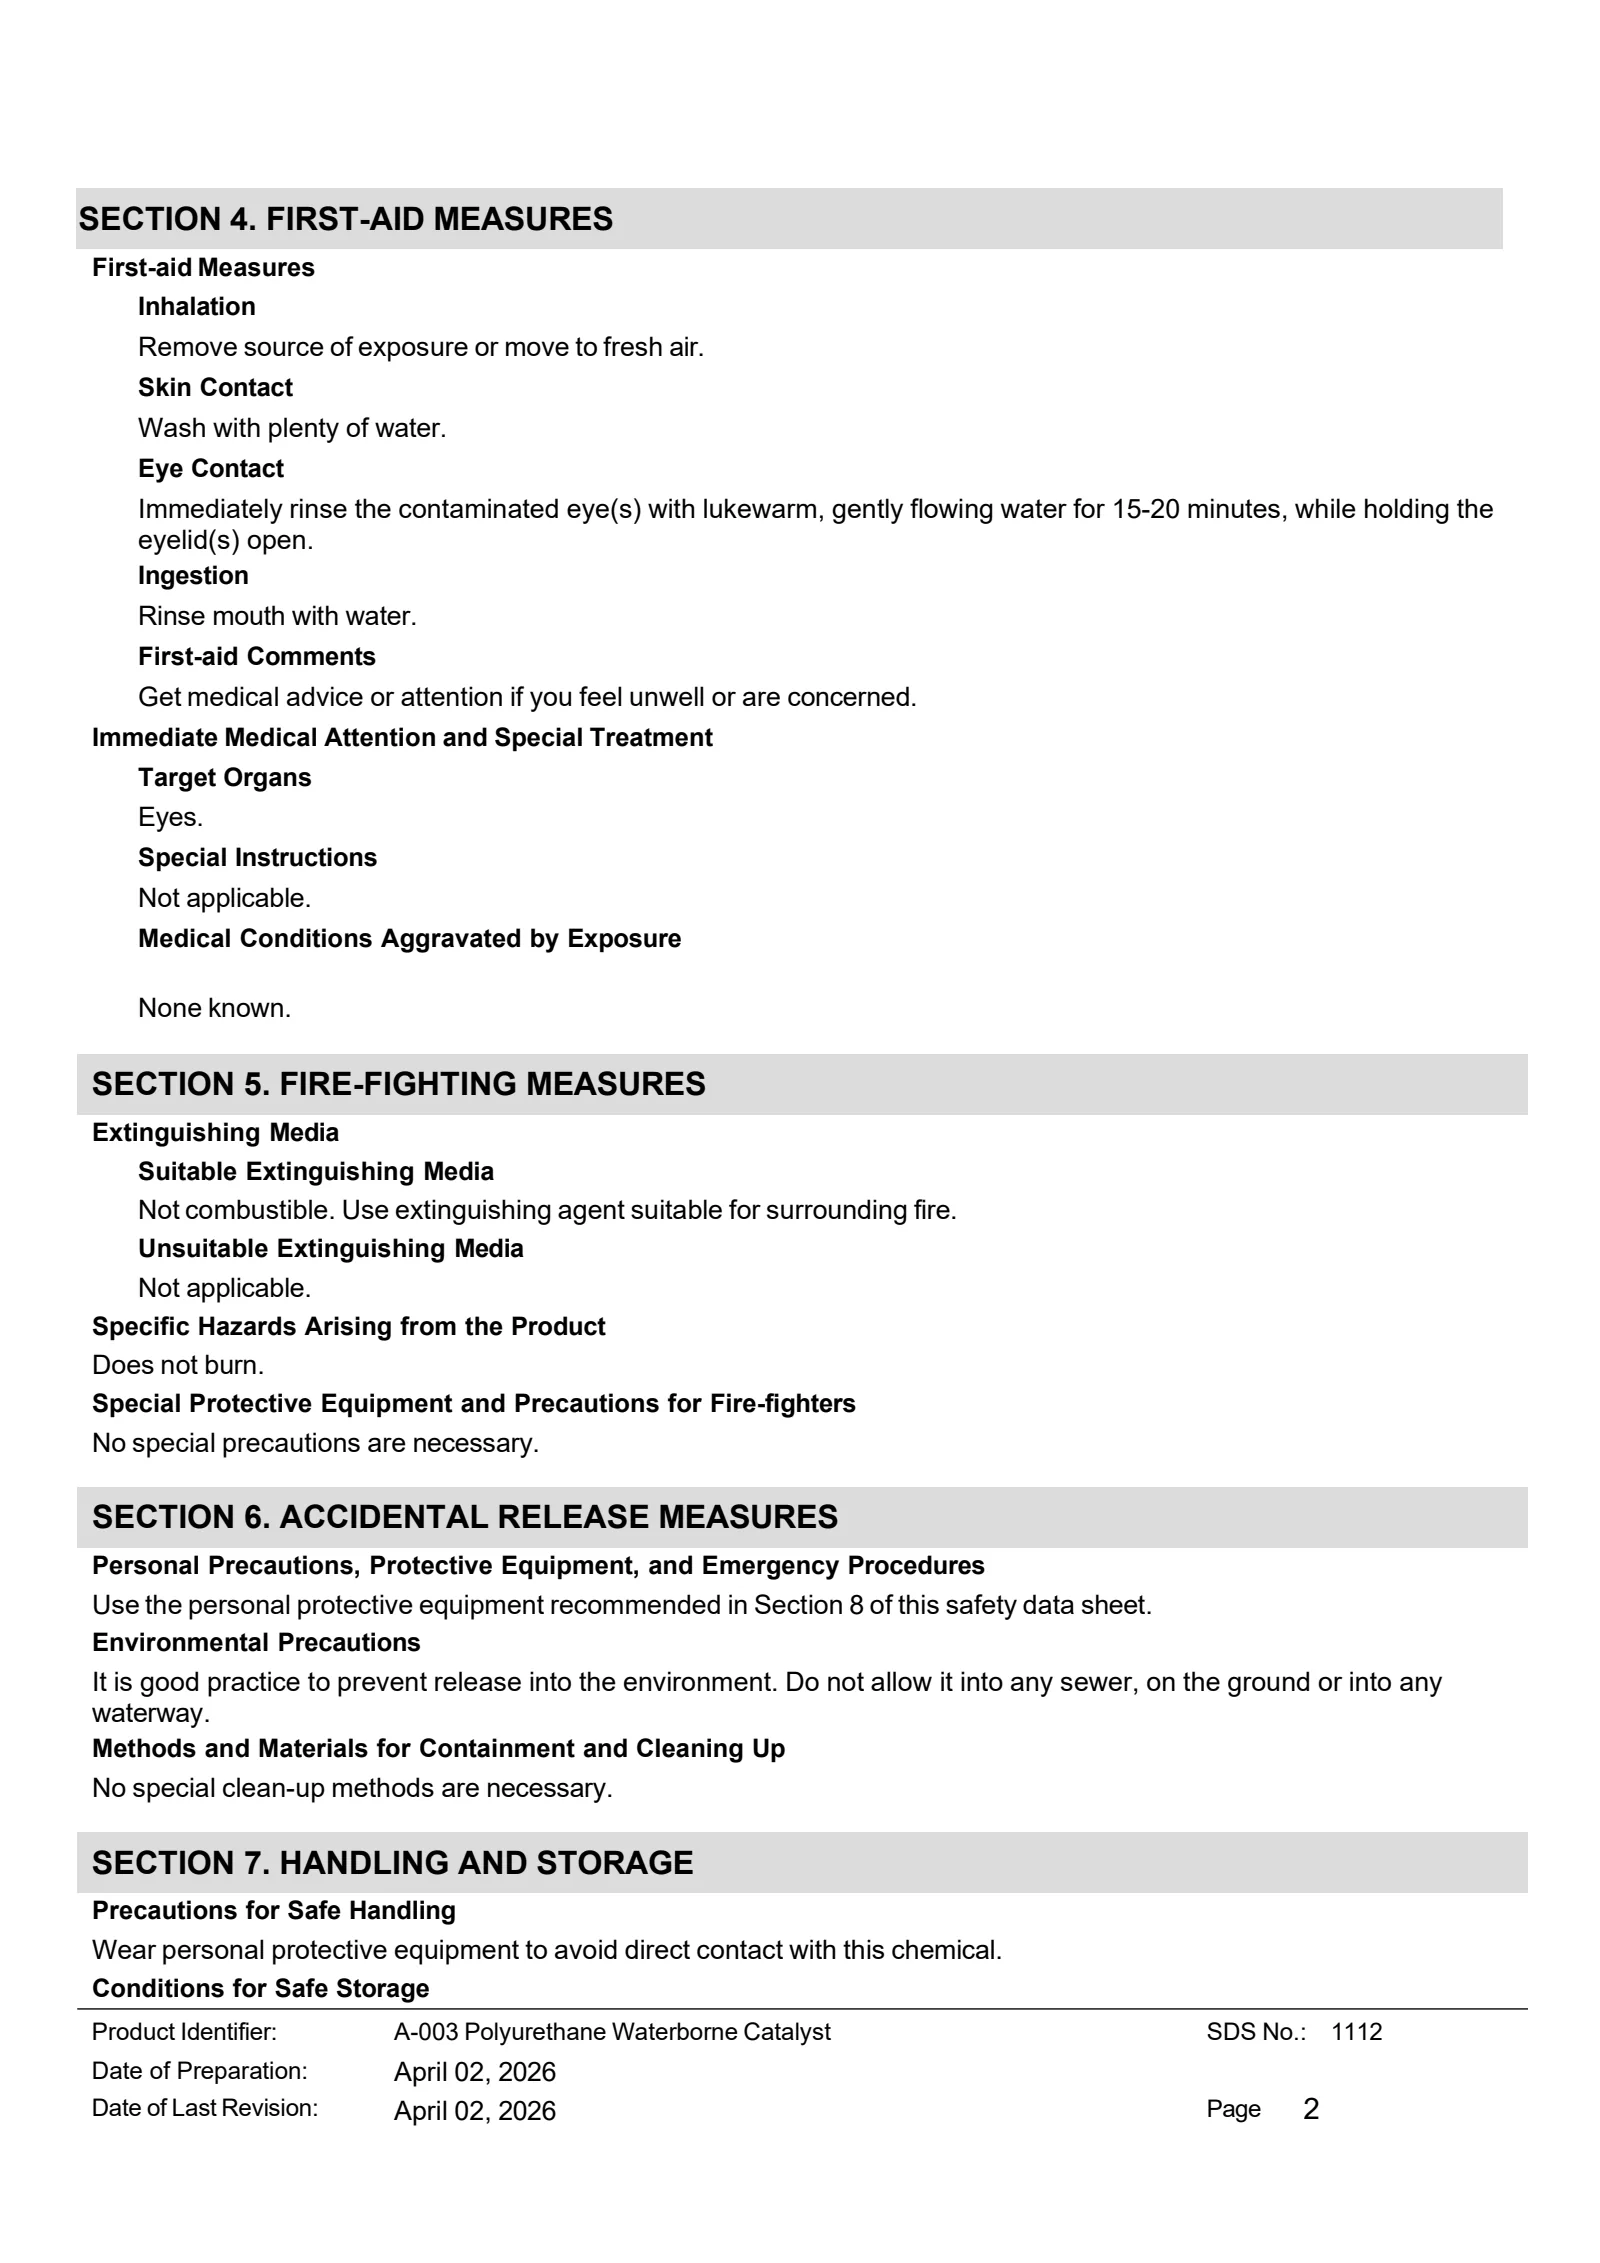 SECTION 4. FIRST-AID MEASURES
First-aid Measures
Inhalation
Remove source of exposure or move to fresh air.
Skin Contact
Wash with plenty of water.
Eye Contact
Immediately rinse the contaminated eye(s) with lukewarm, gently flowing water for 15-20 minutes, while holding the
eyelid(s) open.
Ingestion
Rinse mouth with water.
First-aid Comments
Get medical advice or attention if you feel unwell or are concerned.
Immediate Medical Attention and Special Treatment
Target Organs
Eyes.
Special Instructions
Not applicable.
Medical Conditions Aggravated by Exposure
None known.
SECTION 5. FIRE-FIGHTING MEASURES
Extinguishing Media
Suitable Extinguishing Media
Not combustible. Use extinguishing agent suitable for surrounding fire.
Unsuitable Extinguishing Media
Not applicable.
Specific Hazards Arising from the Product
Does not burn.
Special Protective Equipment and Precautions for Fire-fighters
No special precautions are necessary.
SECTION 6. ACCIDENTAL RELEASE MEASURES
Personal Precautions, Protective Equipment, and Emergency Procedures
Use the personal protective equipment recommended in Section 8 of this safety data sheet.
Environmental Precautions
It is good practice to prevent release into the environment. Do not allow it into any sewer, on the ground or into any
waterway.
Methods and Materials for Containment and Cleaning Up
No special clean-up methods are necessary.
SECTION 7. HANDLING AND STORAGE
Precautions for Safe Handling
Wear personal protective equipment to avoid direct contact with this chemical.
Conditions for Safe Storage
Product Identifier: A-003 Polyurethane Waterborne Catalyst SDS No.: 1112
Date of Preparation: April 02, 2026
Date of Last Revision: April 02, 2026 Page 2